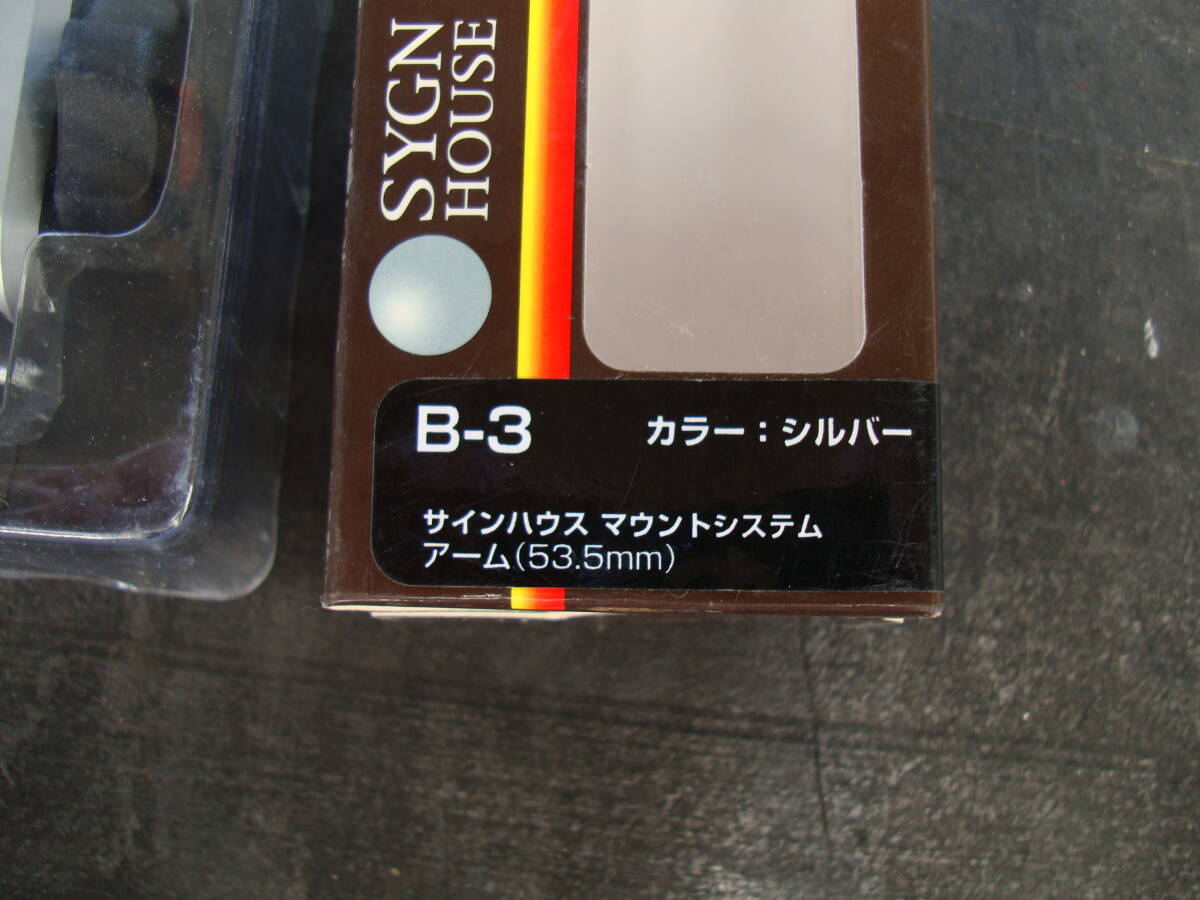 SYGN
HOUSE
B-3
カラー：シルバー
サインハウス マウントシステム
アーム(53.5mm)